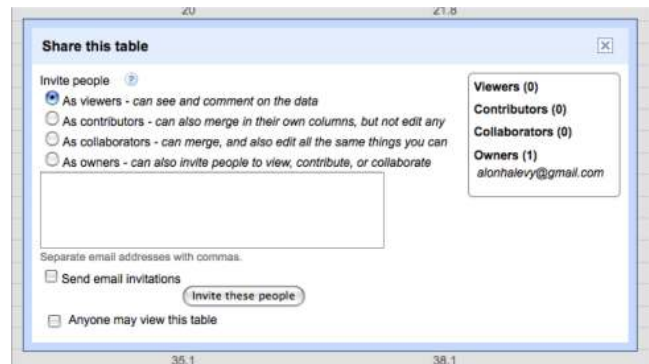 20 21.8
Share this table
Invite people ?
As viewers - can see and comment on the data
As contributors - can also merge in their own columns, but not edit any
As collaborators - can merge, and also edit all the same things you can
As owners - can also invite people to view, contribute, or collaborate
Separate email addresses with commas.
Send email invitations
Invite these people
Anyone may view this table
Viewers (0)
Contributors (0)
Collaborators (0)
Owners (1)
alonhalevy@gmail.com
35.1 38.1